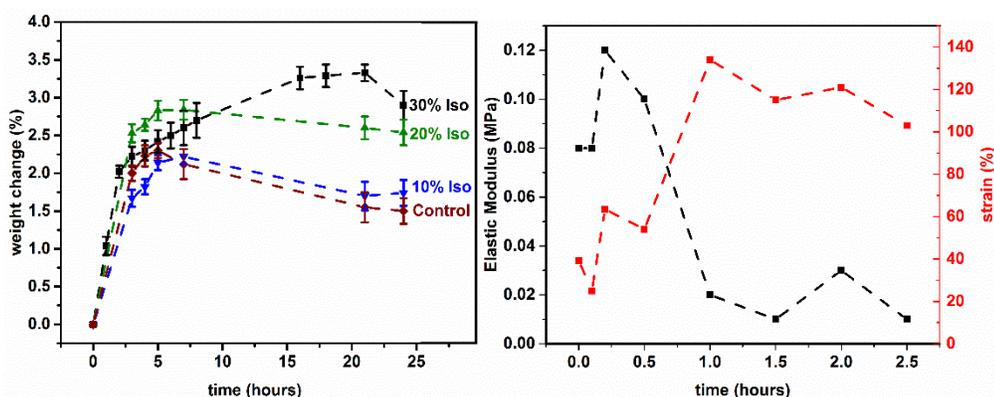 weight change (%)
4.0
3.5
3.0
2.5
2.0
1.5
1.0
0.5
0.0
30% Iso
20% Iso
10% Iso
Control
0 5 10 15 20 25
time (hours)
Elastic Modulus (MPa)
0.12
0.10
0.08
0.06
0.04
0.02
0.00
0.0 0.5 1.0 1.5 2.0 2.5
time (hours)
140
120
100
80
60
40
20
0
strain (%)